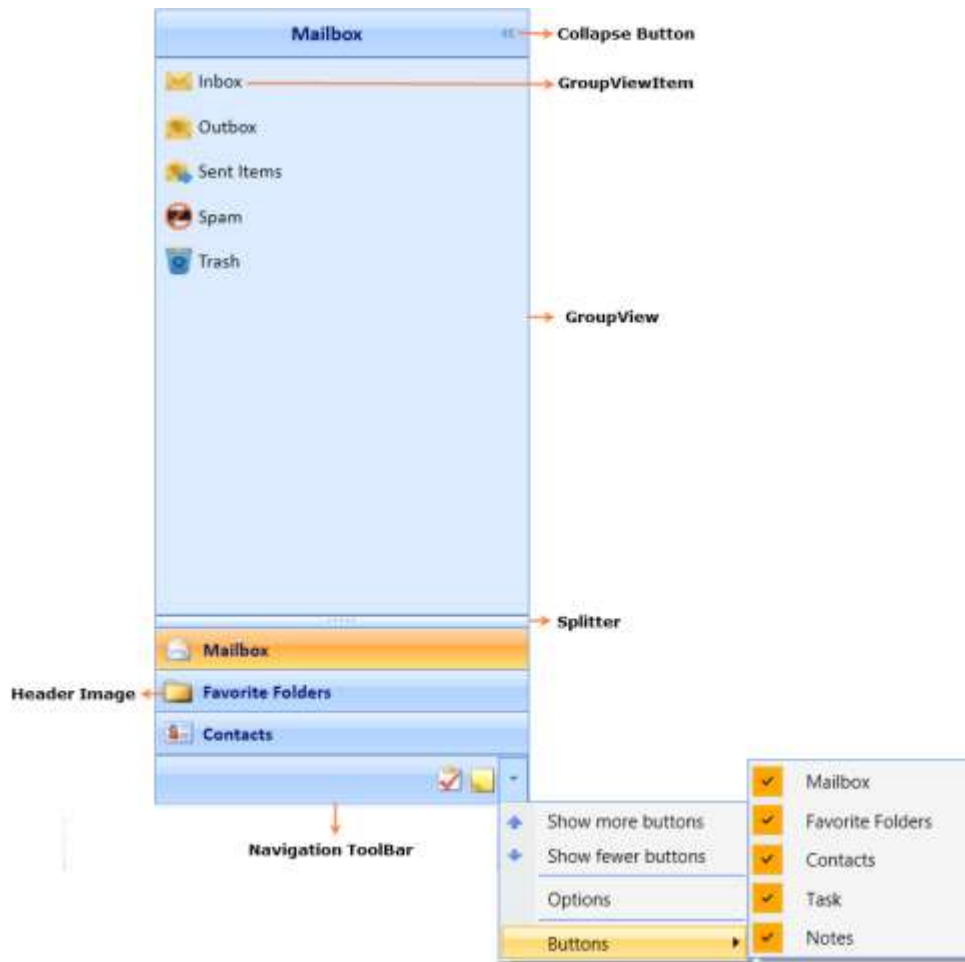 Mailbox
Collapse Button
Inbox
GroupViewItem
Outbox
Sent Items
Spam
Trash
GroupView
Splitter
Mailbox
Header Image
Favorite Folders
Contacts
Navigation ToolBar
Show more buttons
Show fewer buttons
Options
Buttons
Mailbox
Favorite Folders
Contacts
Task
Notes